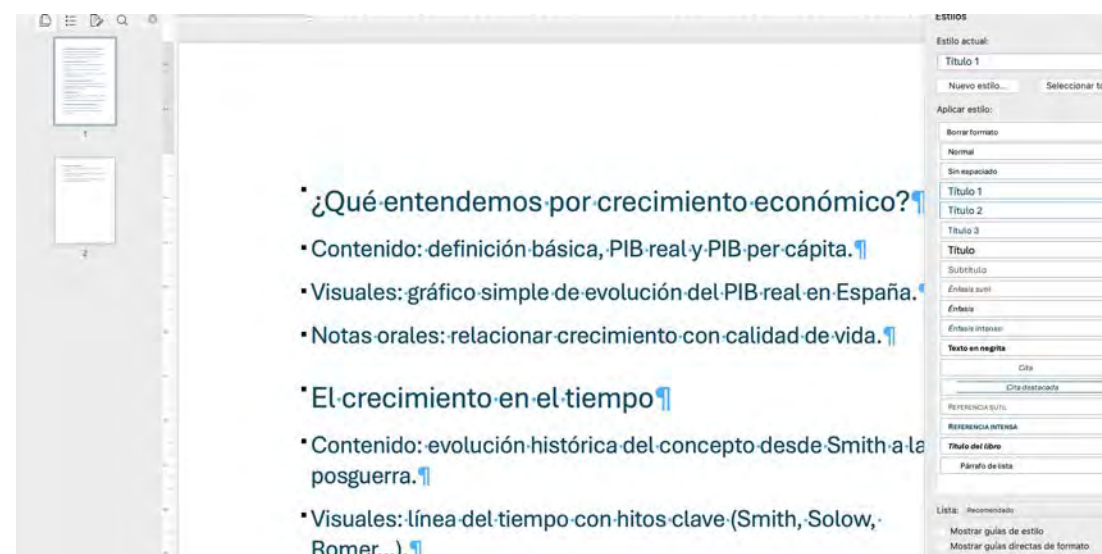 Estilos
Estilo actual:
Título 1
Nuevo estilo...
Seleccionar to
Aplicar estilo:
Borrar formato
Normal
Sin espaciado
Título 1
Título 2
Título 3
Título
Subtítulo
Énfasis sutil
Énfasis
Énfasis intenso
Texto en negrita
Cita
Cita destacada
REFERENCIA SUTIL
REFERENCIA INTENSA
Título del libro
Párrafo de lista
Lista: Recomendado
Mostrar guías de estilo
Mostrar guías directas de formato
1
2
¿Qué·entendemos·por·crecimiento·económico?¶
▪ Contenido:·definición·básica,·PIB·real·y·PIB·per·cápita.¶
▪ Visuales:·gráfico·simple·de·evolución·del·PIB·real·en·España.¶
▪ Notas·orales:·relacionar·crecimiento·con·calidad·de·vida.¶
El·crecimiento·en·el·tiempo¶
▪ Contenido:·evolución·histórica·del·concepto·desde·Smith·a·la
posguerra.¶
▪ Visuales:·línea·del·tiempo·con·hitos·clave·(Smith,·Solow,·
Romer...).¶